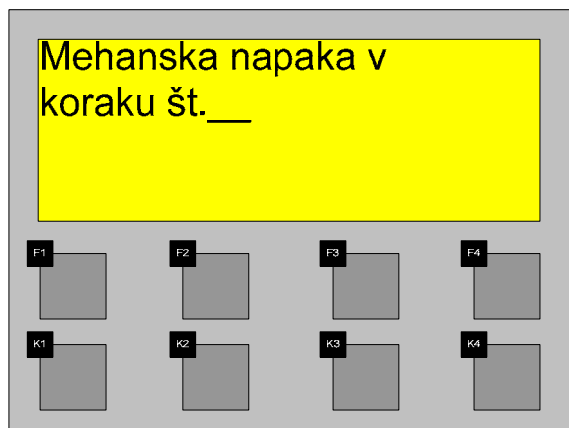 Mehanska napaka v
koraku št.__
F1 F2 F3 F4
K1 K2 K3 K4